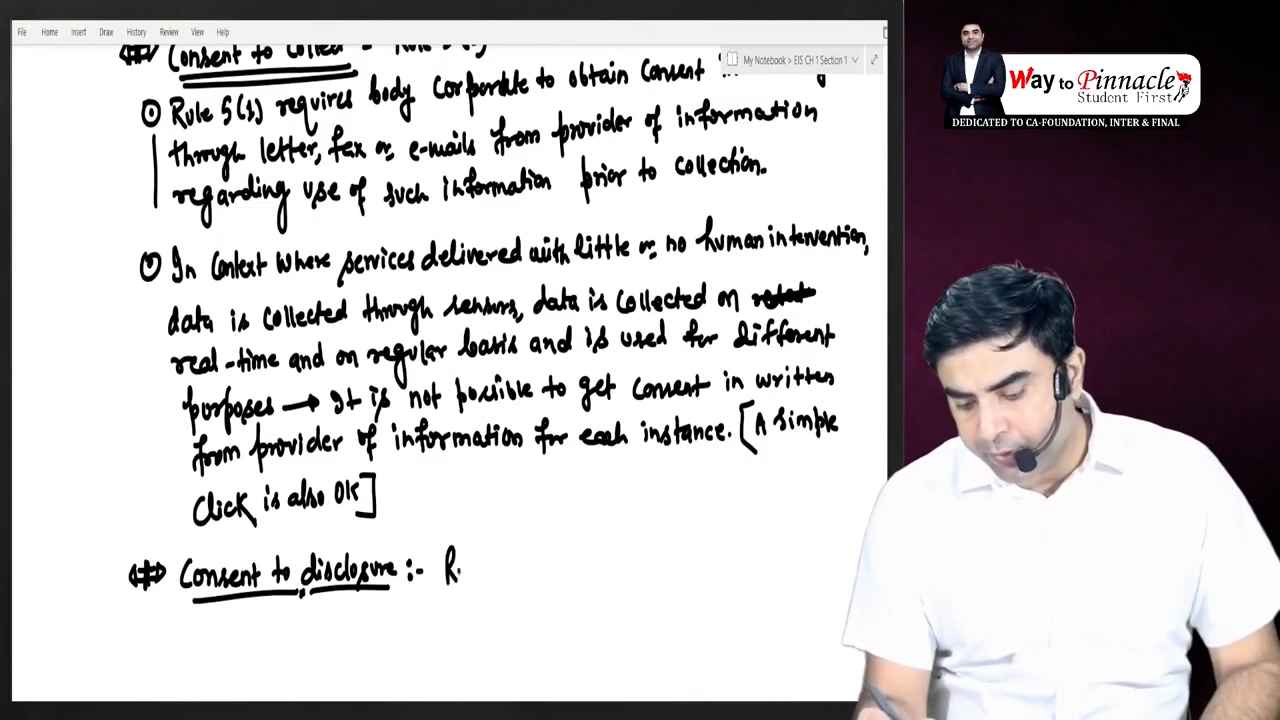 File Home Insert Draw History Review View Help
My Notebook > EIS CH 1 Section 1
Consent to Collect - Rule
Rule 5(1) requires body Corporate to obtain Consent
through letter, fax or e-mails from provider of information
regarding use of such information prior to collection.
In Context where services delivered with little or no human intervention,
data is collected through sensors, data is collected on
real-time and on regular basis and is used for different
purposes → It is not possible to get Consent in written
from provider of information for each instance. [A simple
Click is also OK]
Consent to disclosure :- R
Way to Pinnacle
Student First
DEDICATED TO CA-FOUNDATION, INTER & FINAL